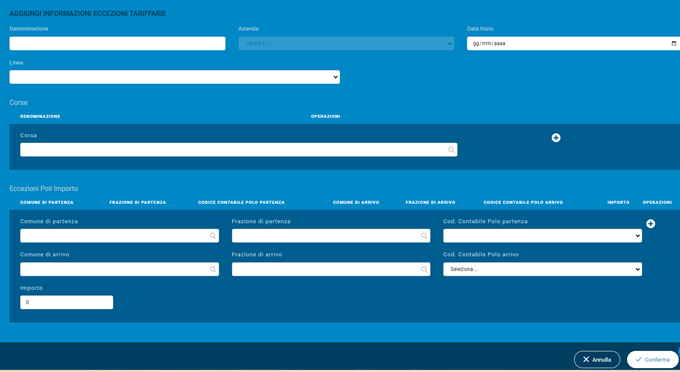 AGGIUNGI INFORMAZIONI ECCEZIONI TARIFFARIE
Denominazione Azienda Data Inizio
gg/mm/aaaa
Linea
Corse
DENOMINAZIONE OPERAZIONI
Corsa
Eccezioni Poli Importo
COMUNE DI PARTENZA FRAZIONE DI PARTENZA CODICE CONTABILE POLO PARTENZA COMUNE DI ARRIVO FRAZIONE DI ARRIVO CODICE CONTABILE POLO ARRIVO IMPORTO OPERAZIONI
Comune di partenza Frazione di partenza Cod. Contabile Polo partenza
Comune di arrivo Frazione di arrivo Cod. Contabile Polo arrivo
Seleziona ...
Importo
0
Annulla Conferma